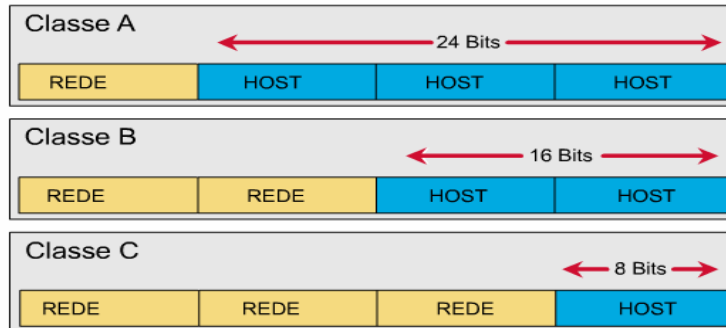 Classe A
24 Bits
REDE HOST HOST HOST
Classe B
16 Bits
REDE REDE HOST HOST
Classe C
8 Bits
REDE REDE REDE HOST